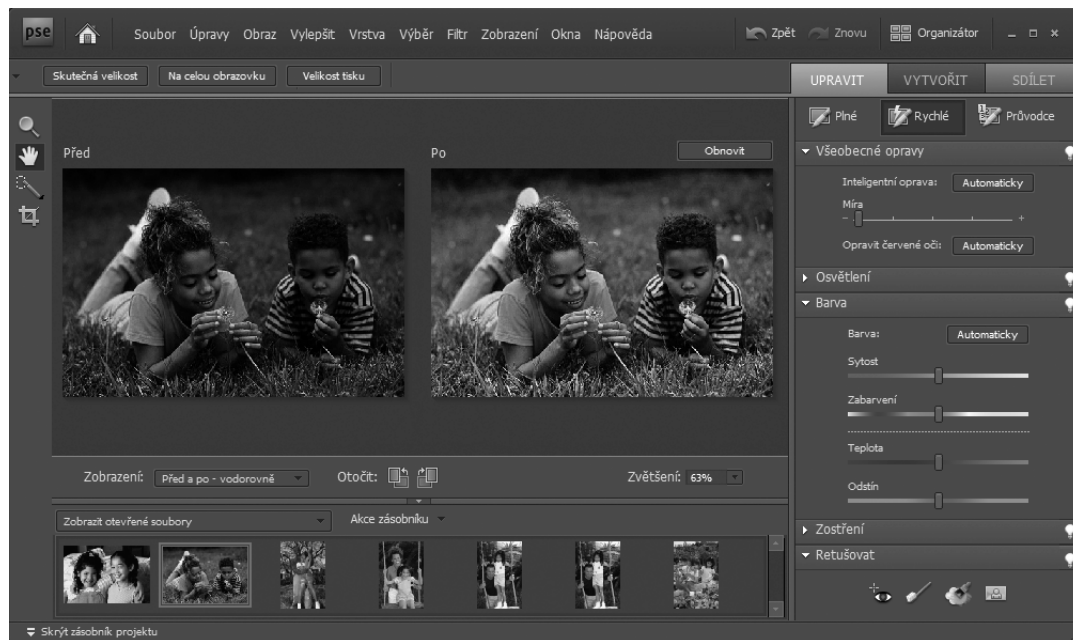 pse Soubor Úpravy Obraz Vylepšit Vrstva Výběr Filtr Zobrazení Okna Nápověda Zpět Znovu Organizátor
Skutečná velikost Na celou obrazovku Velikost tisku UPRAVIT VYTVOŘIT SDÍLET
Plné Rychlé Průvodce
Před Po Obnovit
Všeobecné opravy
Inteligentní oprava: Automaticky
Míra
- +
Opravit červené oči: Automaticky
Osvětlení
Barva
Barva: Automaticky
Sytost
Zabarvení
Teplota
Odstín
Zostření
Retušovat
Zobrazení: Před a po - vodorovně Otočit: Zvětšení: 63%
Zobrazit otevřené soubory Akce zásobníku
Skrýt zásobník projektu